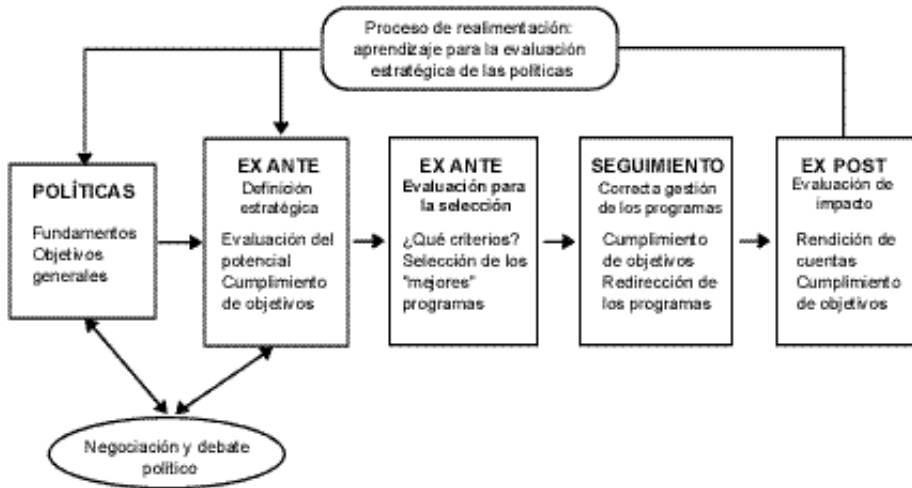 Proceso de realimentación:
aprendizaje para la evaluación
estratégica de las políticas
POLÍTICAS
Fundamentos
Objetivos
generales
EX ANTE
Definición
estratégica
Evaluación del
potencial
Cumplimiento
de objetivos
EX ANTE
Evaluación para
la selección
¿Qué criterios?
Selección de los
"mejores"
programas
SEGUIMIENTO
Correcta gestión
de los programas
Cumplimiento
de objetivos
Redirección de
los programas
EX POST
Evaluación de
impacto
Rendición de
cuentas
Cumplimiento
de objetivos
Negociación y debate
político